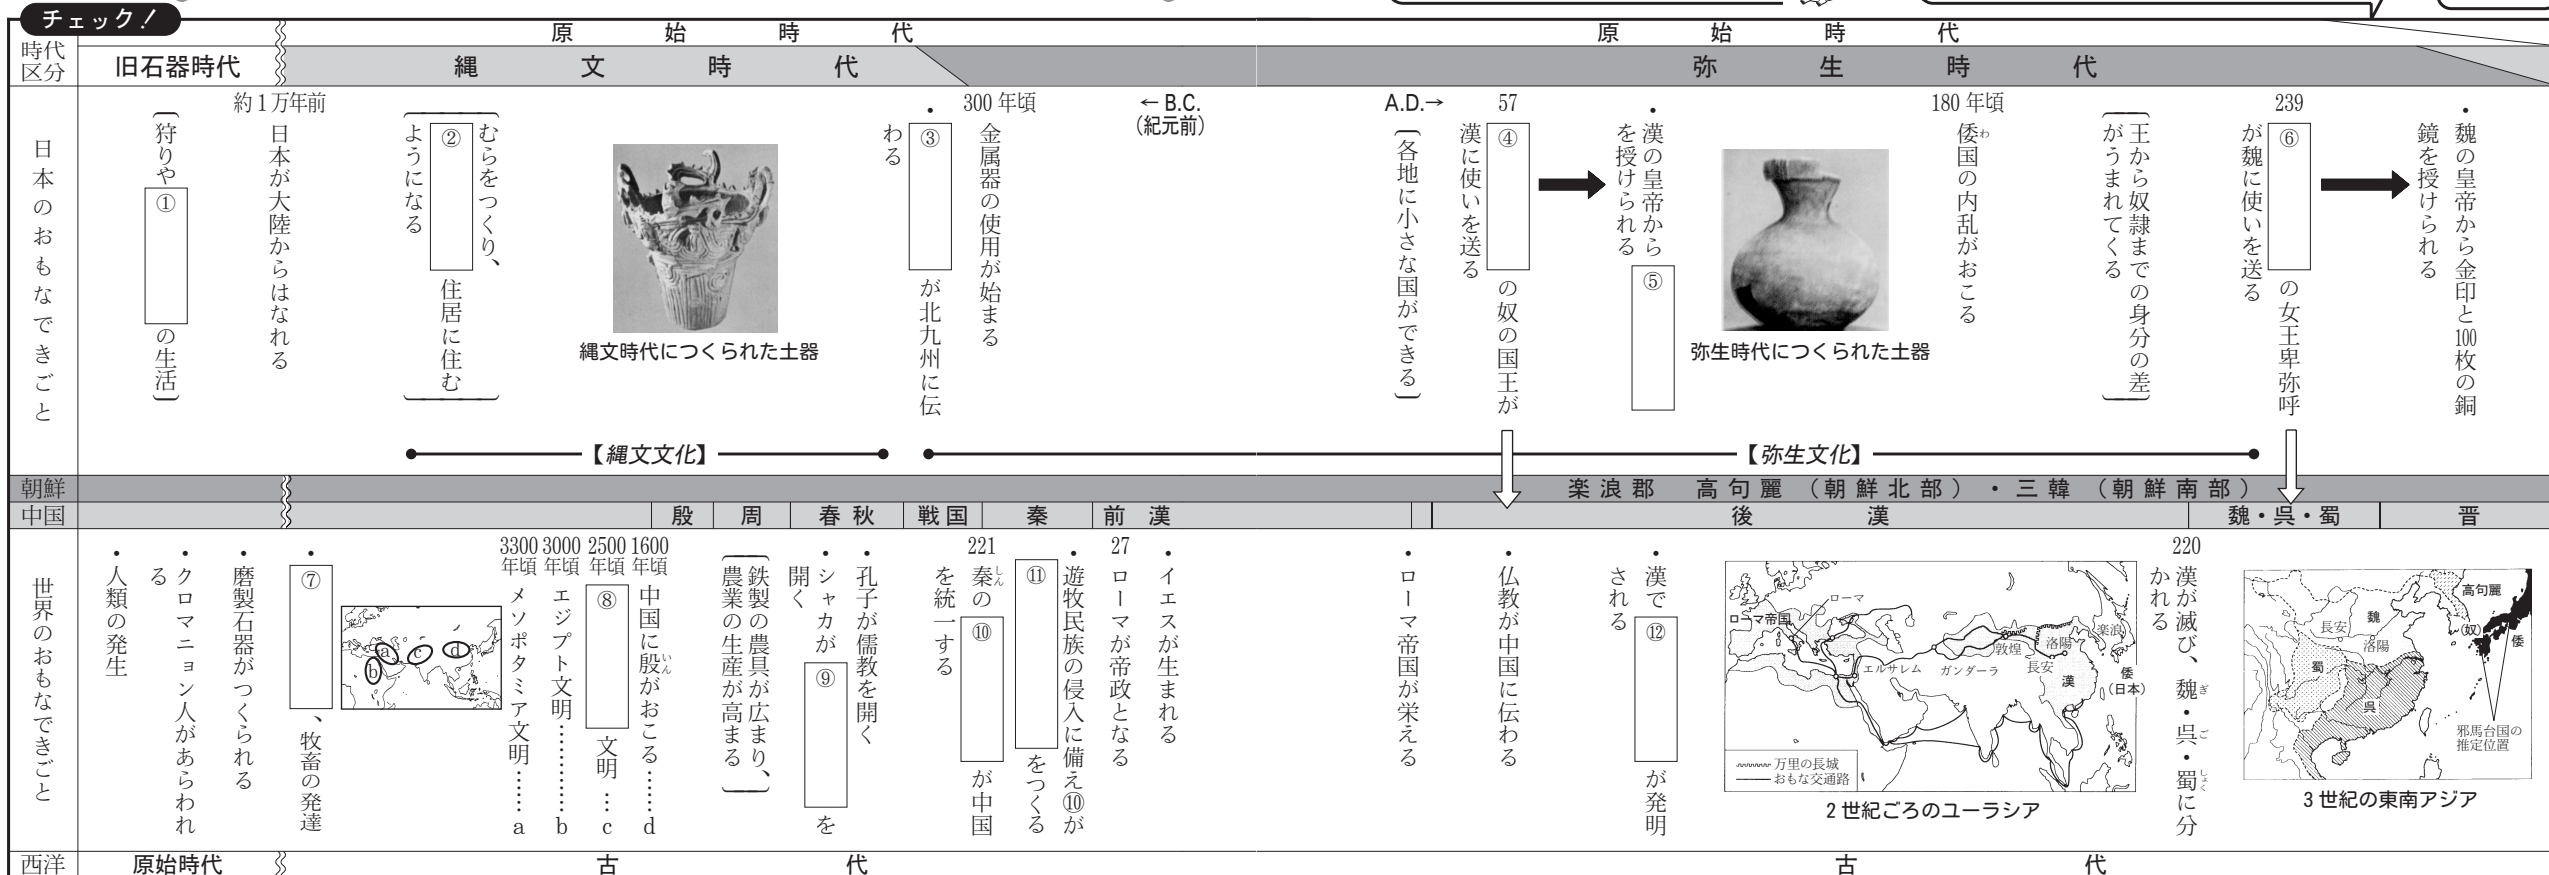 チェック!
時代区分
原始時代
原始時代
旧石器時代
縄文時代
弥生時代
日本のおもなできごと
〔狩りや
①
の生活〕
約1万年前
日本が大陸からはなれる
むらをつくり、
②
住居に住む
ようになる
縄文時代につくられた土器
・
③
が北九州に伝
わる
300年頃
金属器の使用が始まる
←B.C.
(紀元前)
A.D.→
〔各地に小さな国ができる〕
57
④
の奴の国王が
漢に使いを送る
・漢の皇帝から
⑤
を授けられる
弥生時代につくられた土器
180年頃
倭国の内乱がおこる
わ
王から奴隷までの身分の差
がうまれてくる
239
⑥
の女王卑弥呼
が魏に使いを送る
・魏の皇帝から金印と100枚の銅
鏡を授けられる
【縄文文化】
【弥生文化】
朝鮮
楽浪郡 高句麗(朝鮮北部)・三韓(朝鮮南部)
中国
殷
周
春秋
戦国
秦
前漢
後漢
魏・呉・蜀
晋
世界のおもなできごと
・人類の発生
・クロマニョン人があらわれ
る
・磨製石器がつくられる
・
⑦
、牧畜の発達
a
b
c
d
3300年頃
メソポタミア文明……a
3000年頃
エジプト文明…………b
2500年頃
⑧
文明…c
1600年頃
中国に殷がおこる……d
いん
鉄製の農具が広まり、
農業の生産が高まる
・孔子が儒教を開く
・シャカが
⑨
を
開く
221
秦の
しん
⑩
が中国
を統一する
・遊牧民族の侵入に備え⑩が
⑪
をつくる
27
ローマが帝政となる
・イエスが生まれる
・ローマ帝国が栄える
・仏教が中国に伝わる
・漢で
⑫
が発明
される
ローマ
ローマ帝国
エルサレム
ガンダーラ
敦煌
洛陽
長安
漢
楽浪
倭
(日本)
万里の長城
おもな交通路
2世紀ごろのユーラシア
220
漢が滅び、魏・呉・蜀に分
ぎ
ご
しょく
かれる
高句麗
魏
長安
洛陽
蜀
呉
(奴)
倭
邪馬台国の
推定位置
3世紀の東南アジア
西洋
原始時代
古代
古代